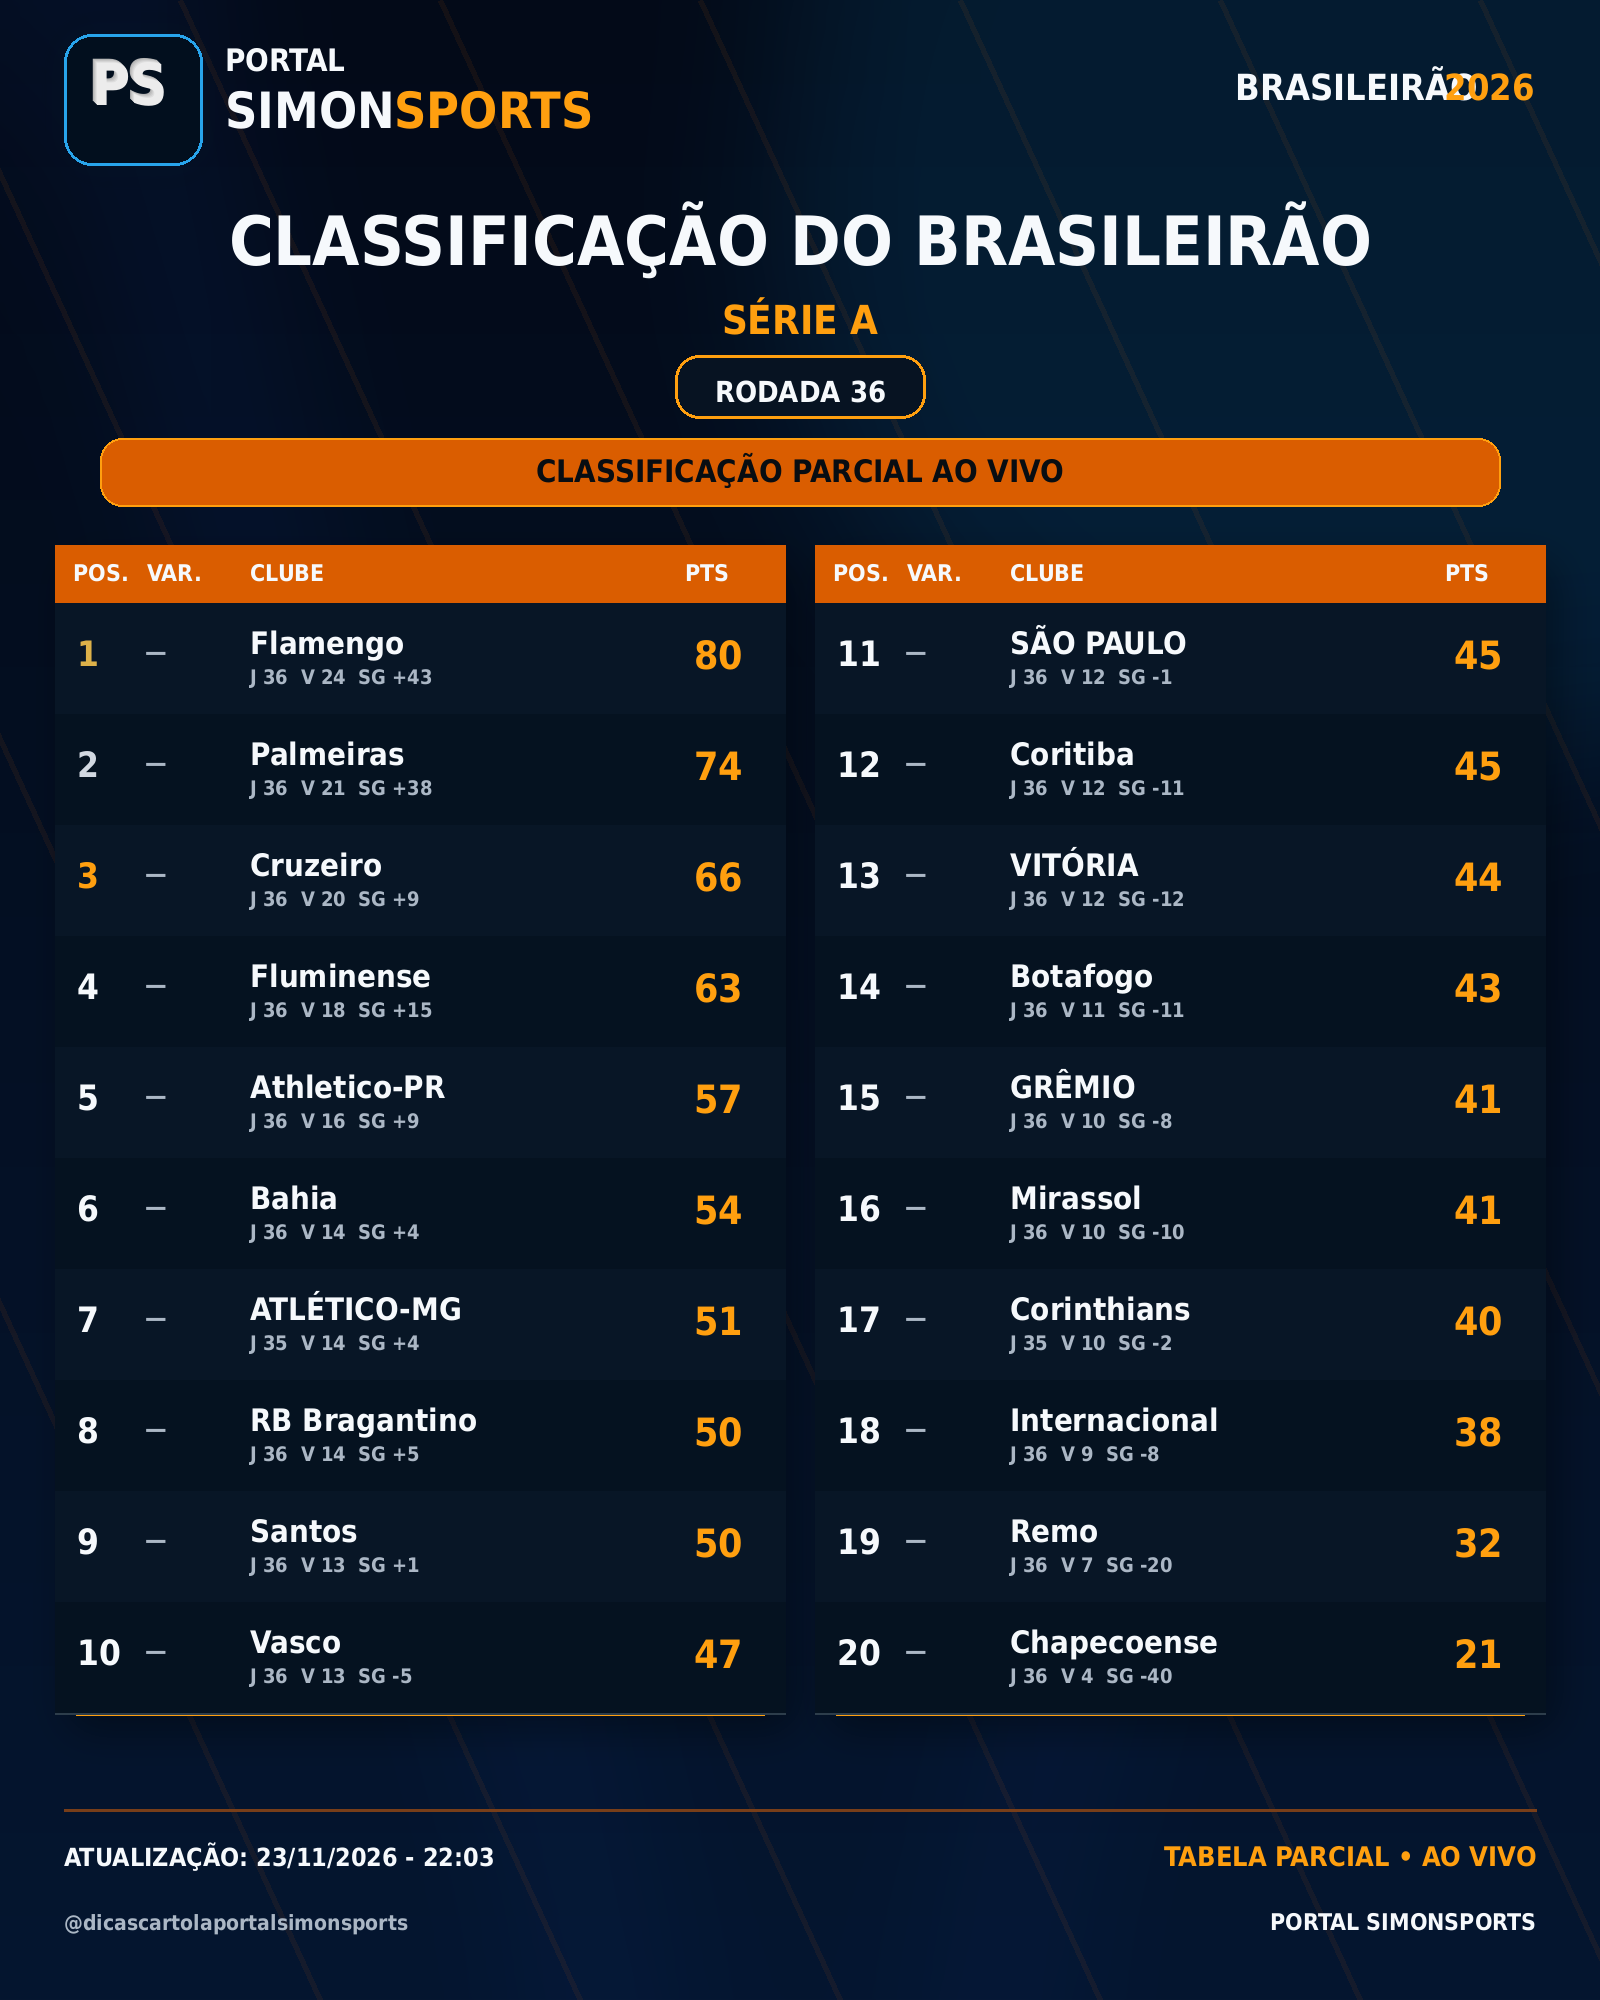 PS
PORTAL
SIMONSPORTS
BRASILEIRÃO 2026
CLASSIFICAÇÃO DO BRASILEIRÃO
SÉRIE A
RODADA 36
CLASSIFICAÇÃO PARCIAL AO VIVO
POS. VAR. CLUBE PTS
1 — Flamengo 80
J 36 V 24 SG +43
2 — Palmeiras 74
J 36 V 21 SG +38
3 — Cruzeiro 66
J 36 V 20 SG +9
4 — Fluminense 63
J 36 V 18 SG +15
5 — Athletico-PR 57
J 36 V 16 SG +9
6 — Bahia 54
J 36 V 14 SG +4
7 — ATLÉTICO-MG 51
J 35 V 14 SG +4
8 — RB Bragantino 50
J 36 V 14 SG +5
9 — Santos 50
J 36 V 13 SG +1
10 — Vasco 47
J 36 V 13 SG -5
POS. VAR. CLUBE PTS
11 — SÃO PAULO 45
J 36 V 12 SG -1
12 — Coritiba 45
J 36 V 12 SG -11
13 — VITÓRIA 44
J 36 V 12 SG -12
14 — Botafogo 43
J 36 V 11 SG -11
15 — GRÊMIO 41
J 36 V 10 SG -8
16 — Mirassol 41
J 36 V 10 SG -10
17 — Corinthians 40
J 35 V 10 SG -2
18 — Internacional 38
J 36 V 9 SG -8
19 — Remo 32
J 36 V 7 SG -20
20 — Chapecoense 21
J 36 V 4 SG -40
ATUALIZAÇÃO: 23/11/2026 - 22:03
TABELA PARCIAL • AO VIVO
@dicascartolaportalsimonsports
PORTAL SIMONSPORTS